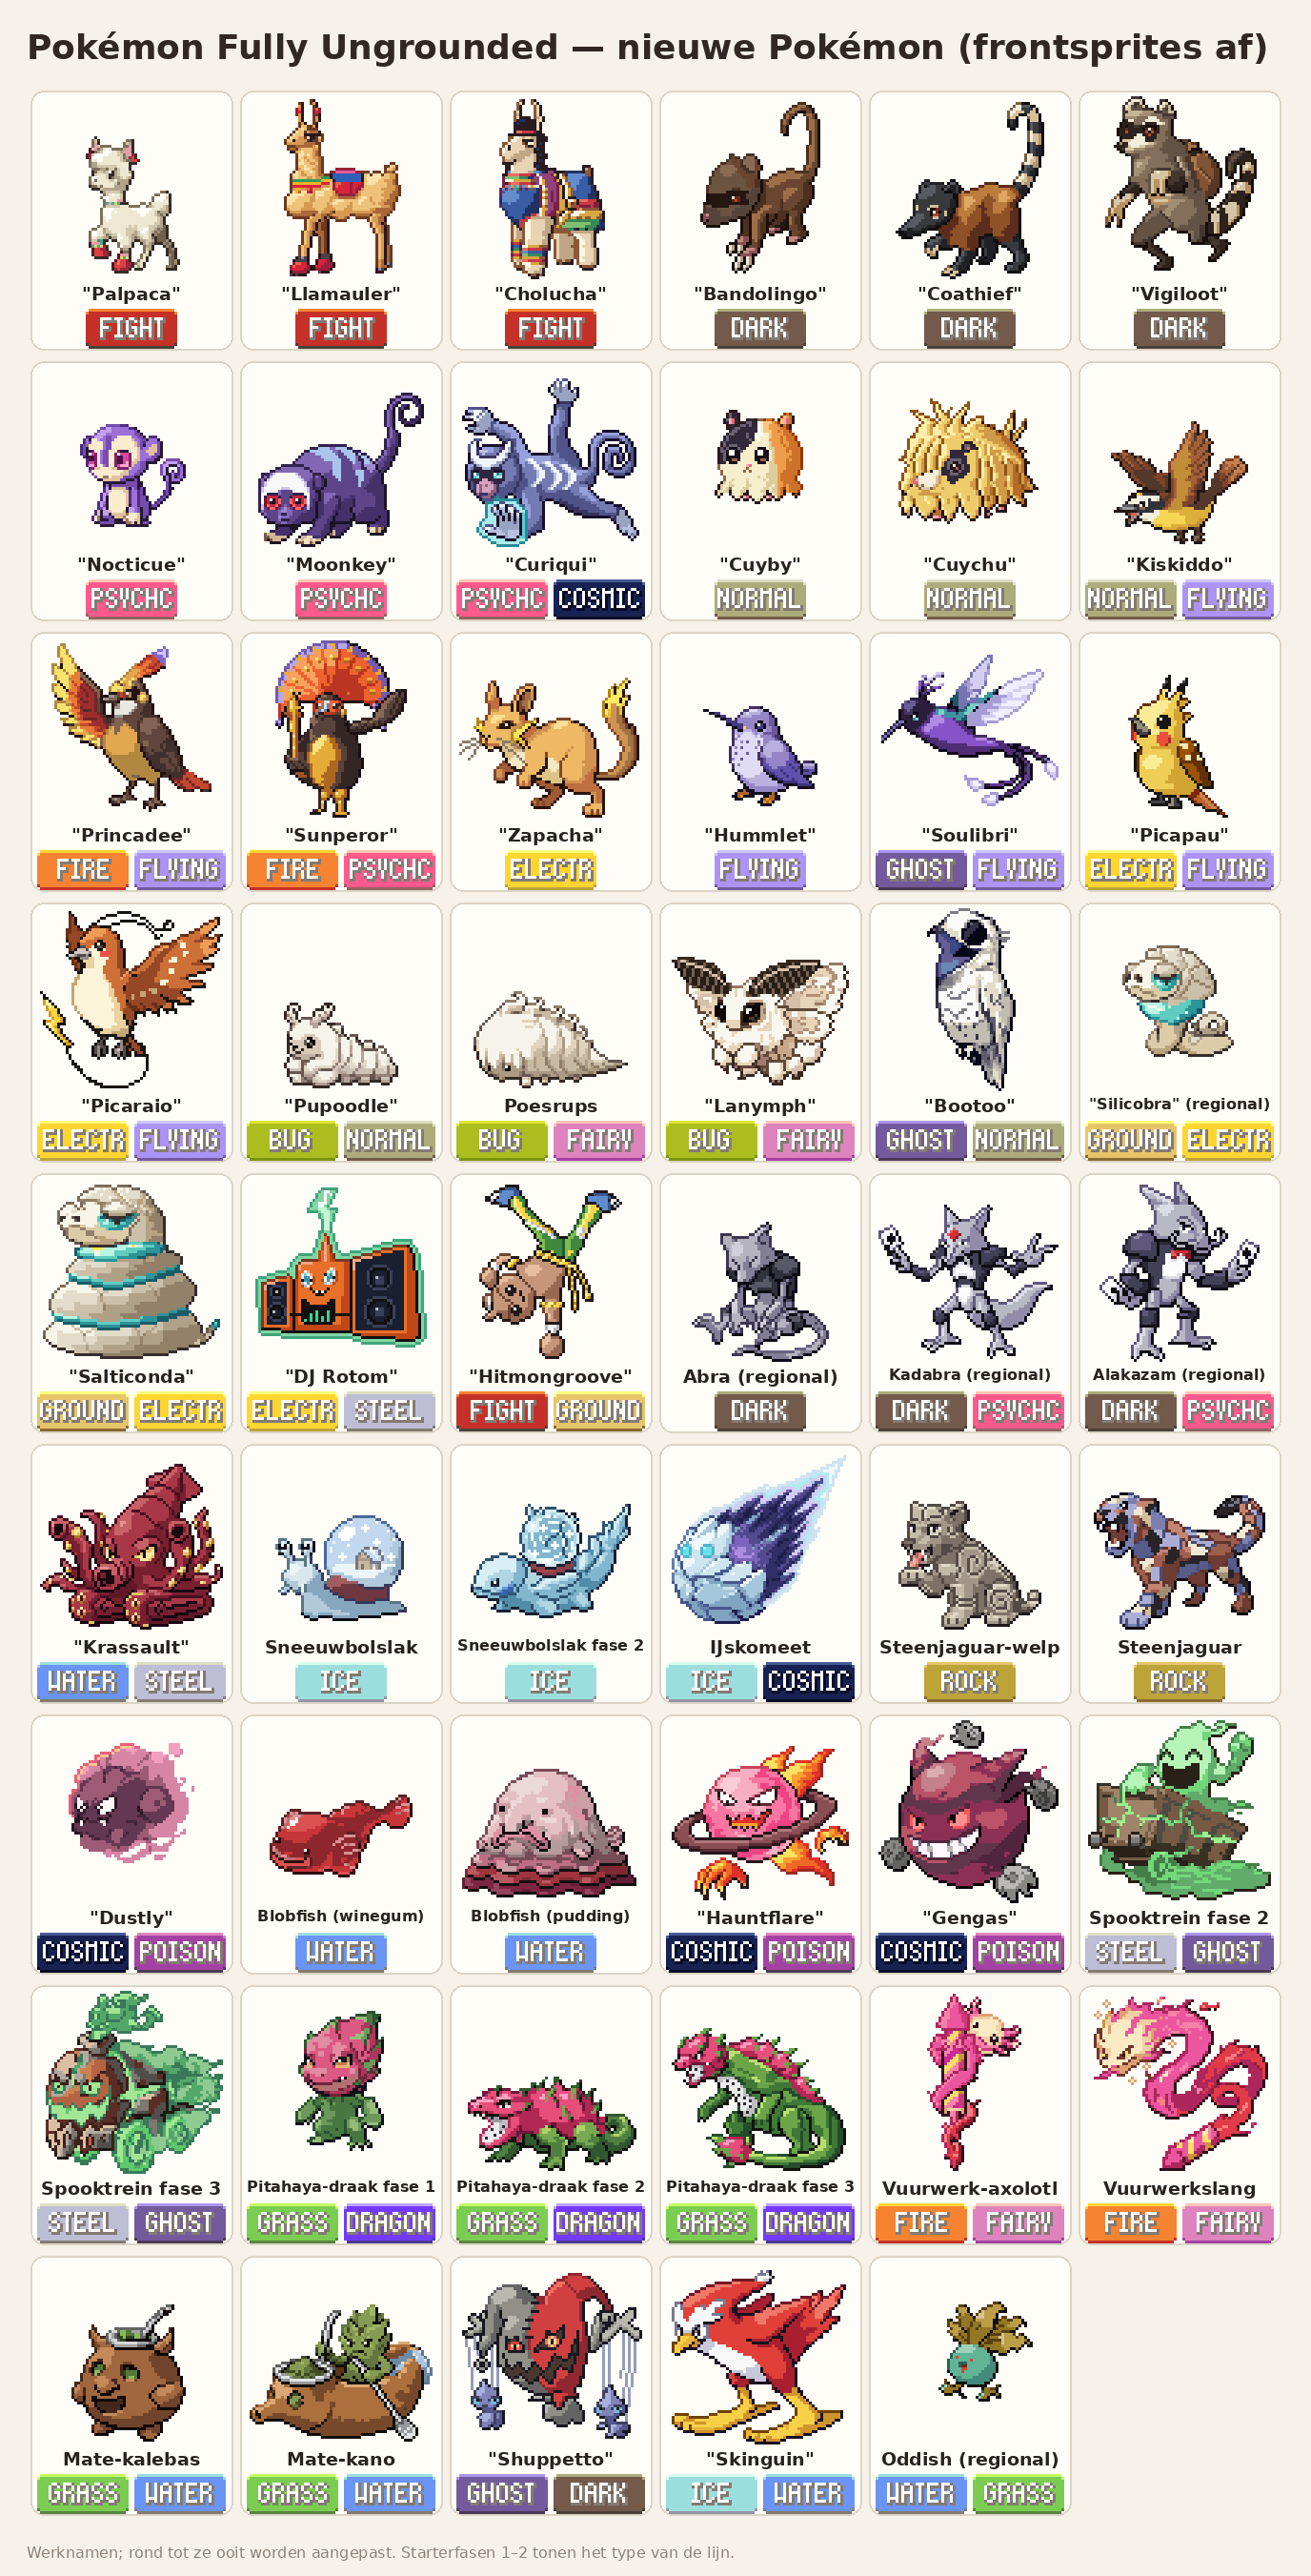 Pokémon Fully Ungrounded — nieuwe Pokémon (frontsprites af)
"Palpaca" "Llamauler" "Cholucha" "Bandolingo" "Coathief" "Vigiloot"
FIGHT FIGHT FIGHT DARK DARK DARK
"Nocticue" "Moonkey" "Curiqui" "Cuyby" "Cuychu" "Kiskiddo"
PSYCHC PSYCHC PSYCHC COSMIC NORMAL NORMAL NORMAL FLYING
"Princadee" "Sunperor" "Zapacha" "Hummlet" "Soulibri" "Picapau"
FIRE FLYING FIRE PSYCHC ELECTR FLYING GHOST FLYING ELECTR FLYING
"Picaraio" "Pupoodle" Poesrups "Lanymph" "Bootoo" "Silicobra" (regional)
ELECTR FLYING BUG NORMAL BUG FAIRY BUG FAIRY GHOST NORMAL GROUND ELECTR
"Salticonda" "DJ Rotom" "Hitmongroove" Abra (regional) Kadabra (regional) Alakazam (regional)
GROUND ELECTR ELECTR STEEL FIGHT GROUND DARK DARK PSYCHC DARK PSYCHC
"Krassault" Sneeuwbolslak Sneeuwbolslak fase 2 IJskomeet Steenjaguar-welp Steenjaguar
WATER STEEL ICE ICE ICE COSMIC ROCK ROCK
"Dustly" Blobfish (winegum) Blobfish (pudding) "Hauntflare" "Gengas" Spooktrein fase 2
COSMIC POISON WATER WATER COSMIC POISON COSMIC POISON STEEL GHOST
Spooktrein fase 3 Pitahaya-draak fase 1 Pitahaya-draak fase 2 Pitahaya-draak fase 3 Vuurwerk-axolotl Vuurwerkslang
STEEL GHOST GRASS DRAGON GRASS DRAGON GRASS DRAGON FIRE FAIRY FIRE FAIRY
Mate-kalebas Mate-kano "Shuppetto" "Skinguin" Oddish (regional)
GRASS WATER GRASS WATER GHOST DARK ICE WATER WATER GRASS
Werknamen; rond tot ze ooit worden aangepast. Starterfasen 1–2 tonen het type van de lijn.